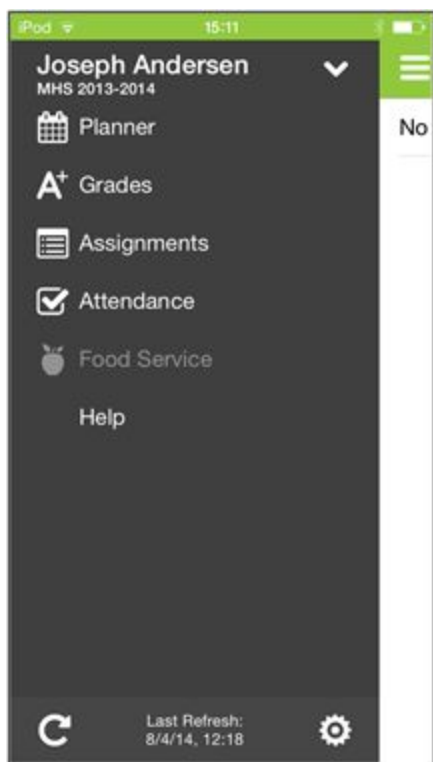 iPod 15:11
Joseph Andersen
MHS 2013-2014
Planner
No
A+ Grades
Assignments
Attendance
Food Service
Help
Last Refresh:
8/4/14, 12:18